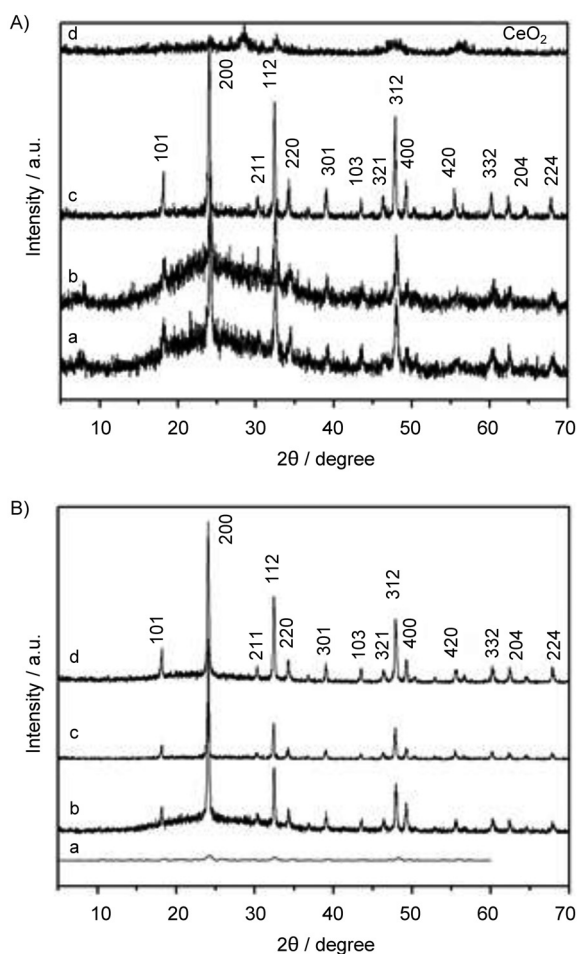 A)
d
CeO2
200
112
312
101
211
220
301
103
321
400
420
332
204
224
c
b
a
Intensity / a.u.
10 20 30 40 50 60 70
2θ / degree
B)
200
112
312
101
211
220
301
103
321
400
420
332
204
224
d
c
b
a
Intensity / a.u.
10 20 30 40 50 60 70
2θ / degree